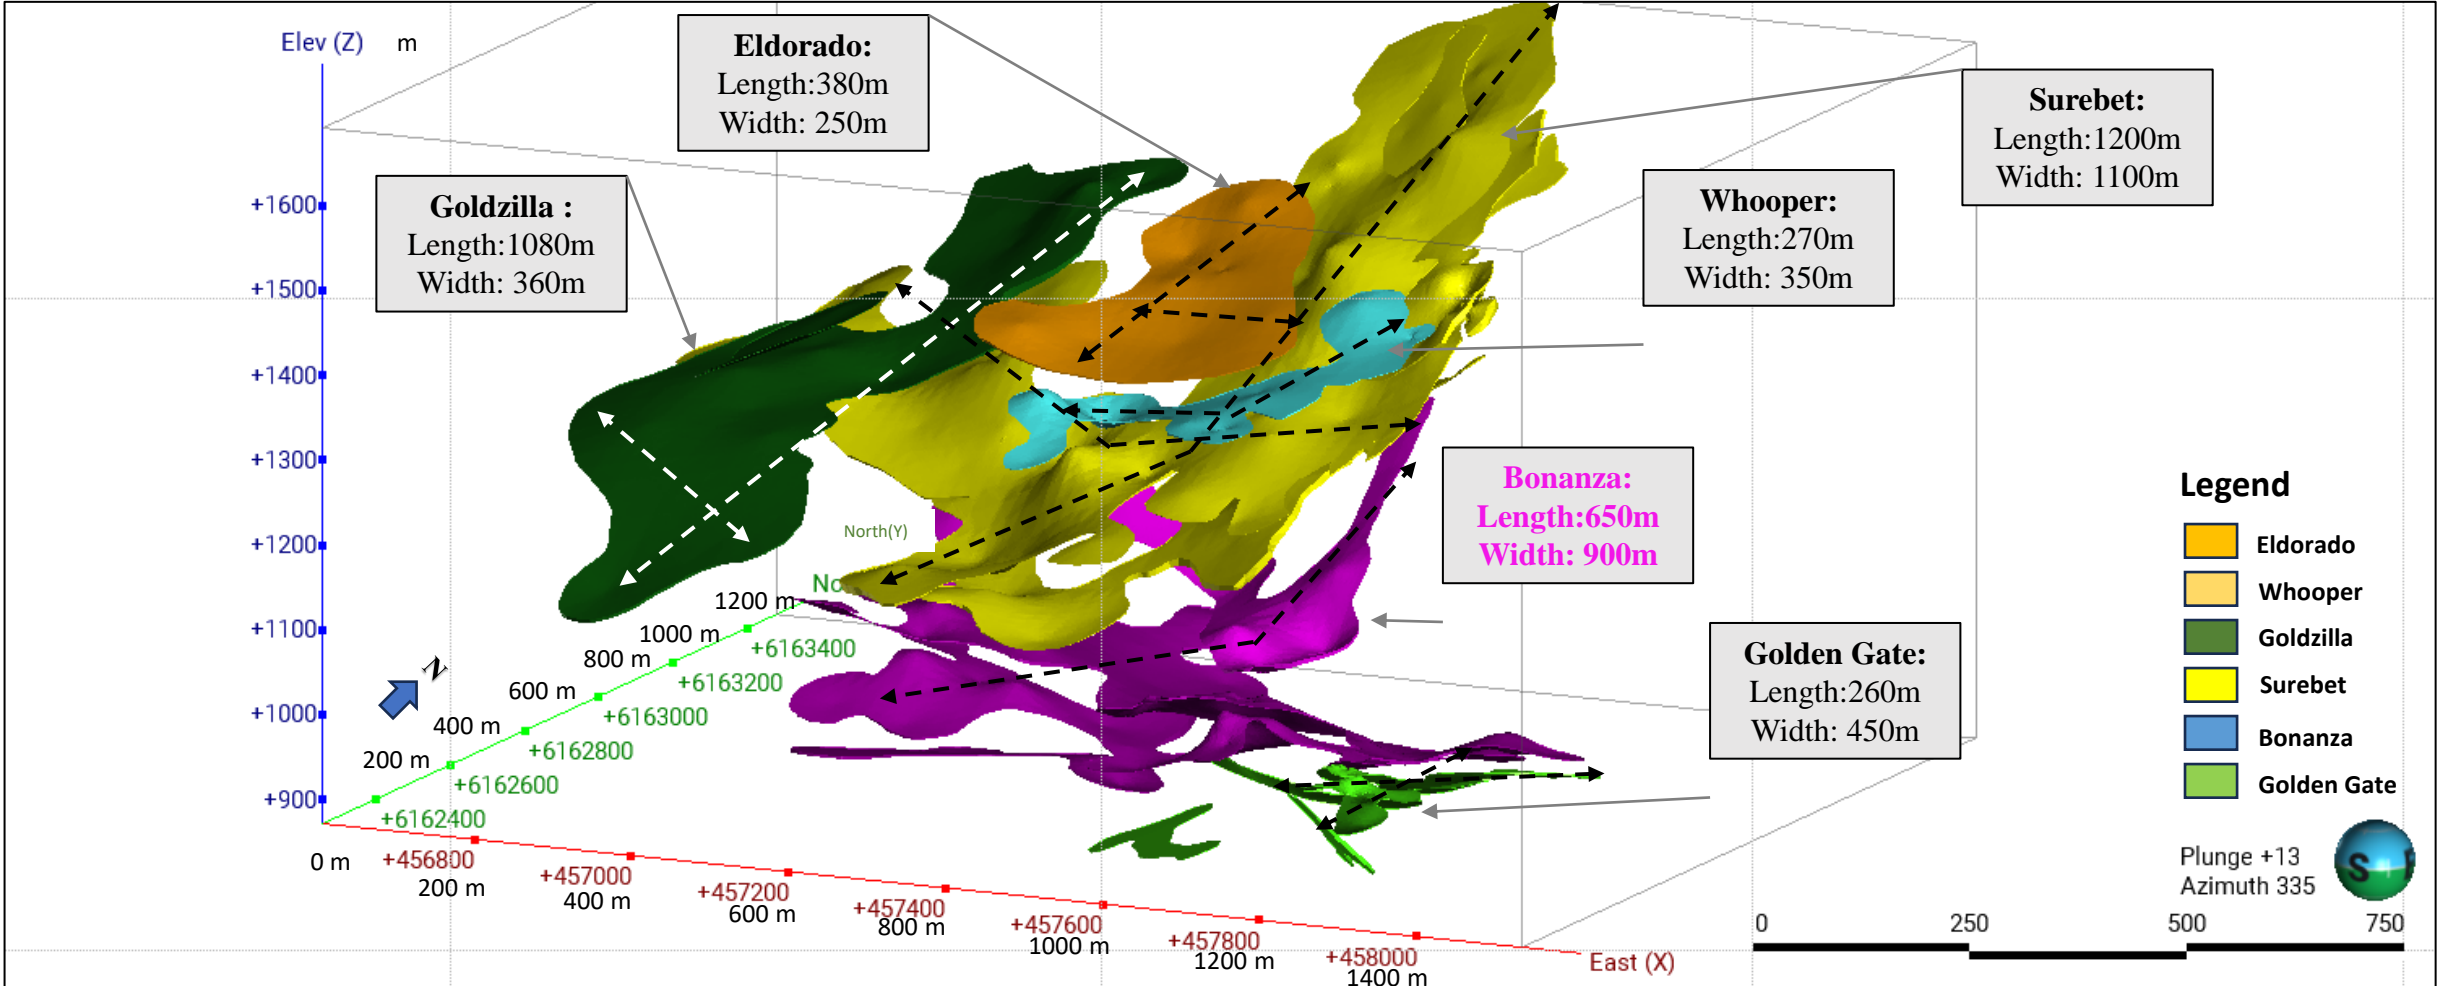 Elev (Z) m
Eldorado:
Length:380m
Width: 250m
Surebet:
Length:1200m
Width: 1100m
Goldzilla :
Length:1080m
Width: 360m
Whooper:
Length:270m
Width: 350m
Bonanza:
Length:650m
Width: 900m
Golden Gate:
Length:260m
Width: 450m
+1600
+1500
+1400
+1300
+1200
+1100
+1000
+900
North(Y)
No
1200 m
1000 m
800 m
600 m
400 m
200 m
+6163400
+6163200
+6163000
+6162800
+6162600
+6162400
N
0 m
+456800
200 m
+457000
400 m
+457200
600 m
+457400
800 m
+457600
1000 m
+457800
1200 m
+458000
1400 m
East (X)
Legend
Eldorado
Whooper
Goldzilla
Surebet
Bonanza
Golden Gate
Plunge +13
Azimuth 335
S
0 250 500 750